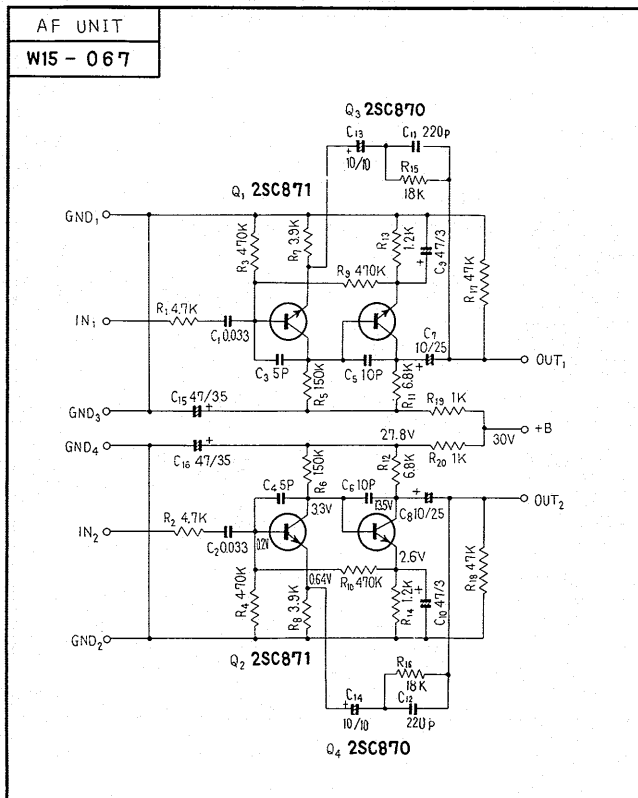 AF UNIT
W15 - 067
Q3 2SC870
C13
10/10
C11 220p
R15
18K
Q1 2SC871
GND1
R3 470K
R7 3.9K
R13
1.2K
C9 47/3
R9 470K
R17 47K
IN1
R1 4.7K
C1 0.033
C3 5P
C5 10P
C7
10/25
OUT1
R5 150K
R11 6.8K
C15 47/35
R19 1K
GND3
+B
30V
GND4
27.8V
C16 47/35
R20 1K
R6 150K
R12
6.8K
C4 5P
C6 10P
3.3V
13.5V
C8 10/25
OUT2
IN2
R2 4.7K
C2 0.033
0.2V
2.6V
0.64V
R10 470K
R4 470K
R8 3.9K
R14 1.2K
C10 47/3
R18 47K
GND2
Q2 2SC871
R16
18K
C14
10/10
C12
220p
Q4 2SC870